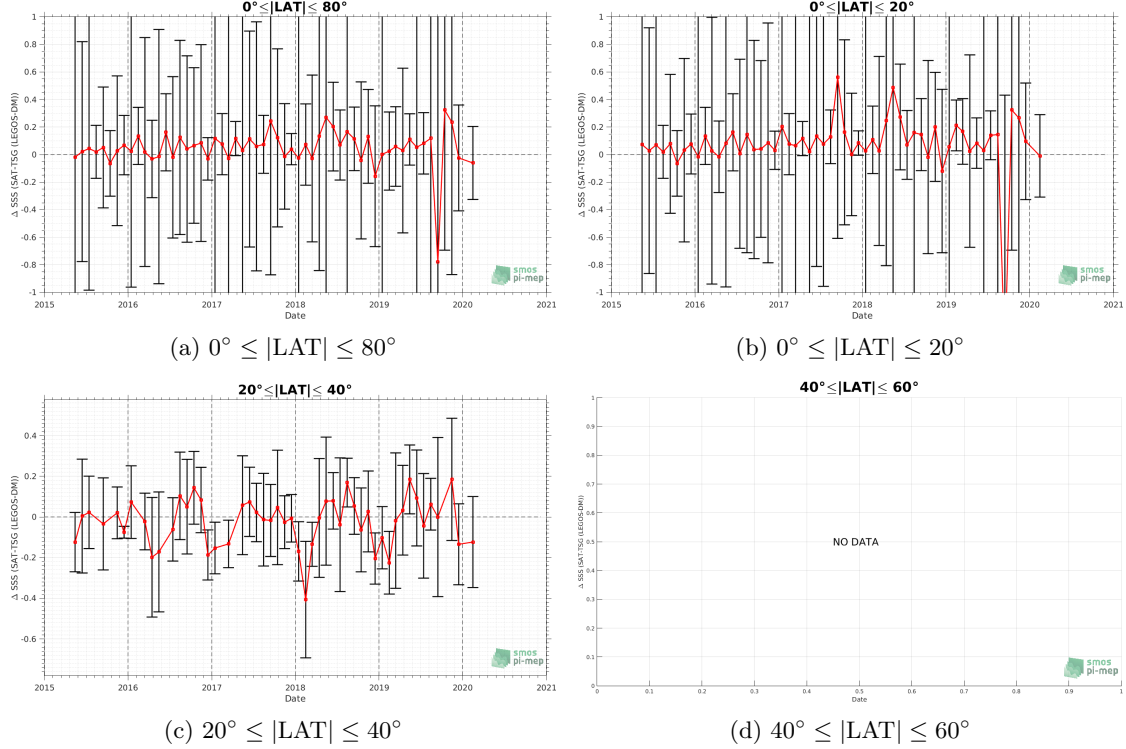 0°≤|LAT|≤ 80°
Δ SSS (SAT-TSG (LEGOS-DM))
1
0.8
0.6
0.4
0.2
0
-0.2
-0.4
-0.6
-0.8
-1
2015 2016 2017 2018 2019 2020 2021
Date
smos
pi-mep
(a) 0° ≤ |LAT| ≤ 80°
0°≤|LAT|≤ 20°
Δ SSS (SAT-TSG (LEGOS-DM))
1
0.8
0.6
0.4
0.2
0
-0.2
-0.4
-0.6
-0.8
-1
2015 2016 2017 2018 2019 2020 2021
Date
smos
pi-mep
(b) 0° ≤ |LAT| ≤ 20°
20°≤|LAT|≤ 40°
Δ SSS (SAT-TSG (LEGOS-DM))
0.4
0.2
0
-0.2
-0.4
-0.6
2015 2016 2017 2018 2019 2020 2021
Date
smos
pi-mep
(c) 20° ≤ |LAT| ≤ 40°
40°≤|LAT|≤ 60°
Δ SSS (SAT-TSG (LEGOS-DM))
1
0.9
0.8
0.7
0.6
0.5
0.4
0.3
0.2
0.1
0
NO DATA
0 0.1 0.2 0.3 0.4 0.5 0.6 0.7 0.8 0.9 1
Date
smos
pi-mep
(d) 40° ≤ |LAT| ≤ 60°